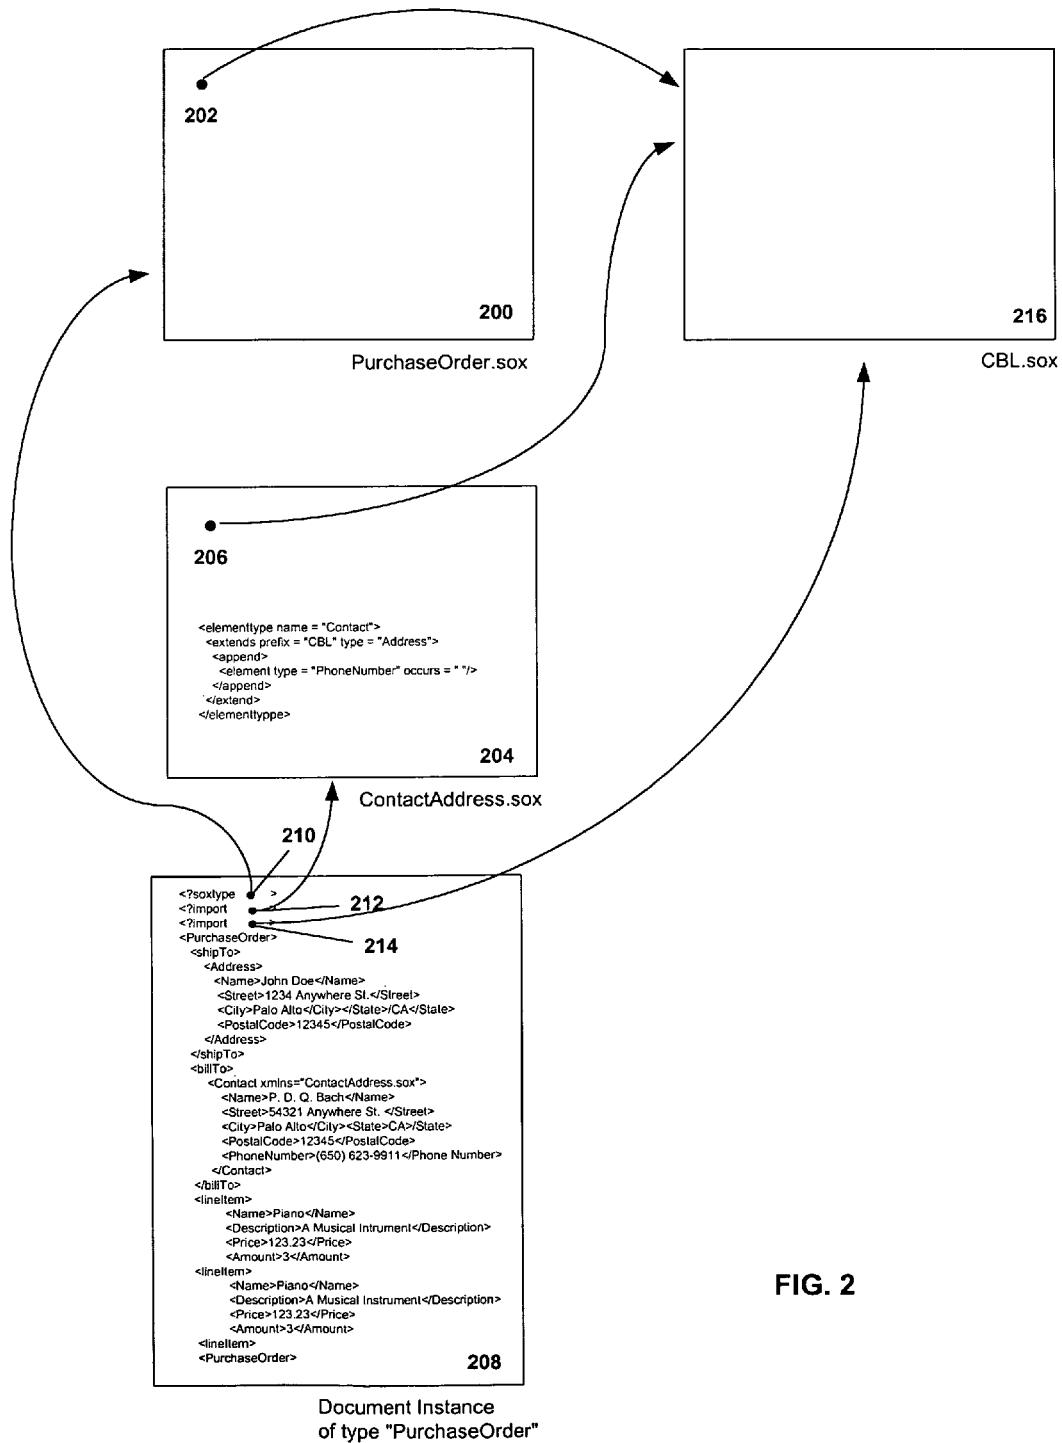 202
200
PurchaseOrder.sox
216
CBL.sox
206
<elementtype name = "Contact">
<extends prefix = "CBL" type = "Address">
<append>
<element type = "PhoneNumber" occurs = " "/>
</append>
</extend>
</elementtyppe>
204
ContactAddress.sox
210
<?soxtype >
<?import >
212
<?import >
214
<PurchaseOrder>
<shipTo>
<Address>
<Name>John Doe</Name>
<Street>1234 Anywhere St.</Street>
<City>Palo Alto</City></State>/CA</State>
<PostalCode>12345</PostalCode>
</Address>
</shipTo>
<billTo>
<Contact xmlns="ContactAddress.sox">
<Name>P. D. Q. Bach</Name>
<Street>54321 Anywhere St. </Street>
<City>Palo Alto</City><State>CA>/State>
<PostalCode>12345</PostalCode>
<PhoneNumber>(650) 623-9911</Phone Number>
</Contact>
</billTo>
<lineItem>
<Name>Piano</Name>
<Description>A Musical Intrument</Description>
<Price>123.23</Price>
<Amount>3</Amount>
<lineItem>
<Name>Piano</Name>
<Description>A Musical Instrument</Description>
<Price>123.23</Price>
<Amount>3</Amount>
<lineItem>
<PurchaseOrder>
208
Document Instance
of type "PurchaseOrder"
FIG. 2